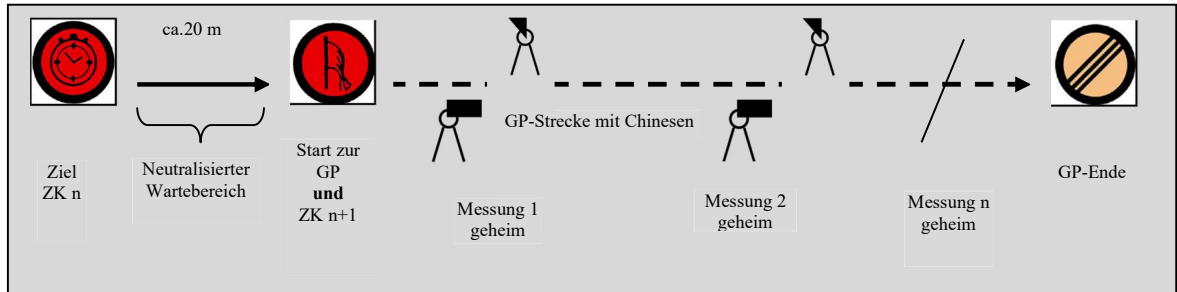 ca.20 m
GP-Strecke mit Chinesen
Ziel
ZK n
Neutralisierter
Wartebereich
Start zur
GP
und
ZK n+1
Messung 1
geheim
Messung 2
geheim
Messung n
geheim
GP-Ende